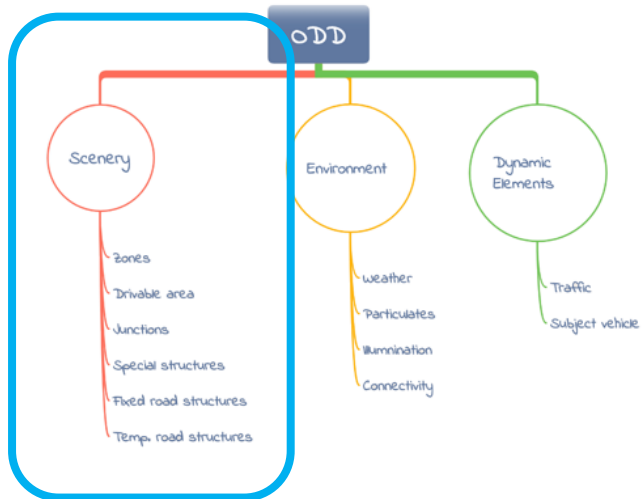 ODD
Scenery
Zones
Drivable area
Junctions
Special structures
Fixed road structures
Temp. road structures
Environment
Weather
Particulates
Illumnination
Connectivity
Dynamic
Elements
Traffic
Subject vehicle